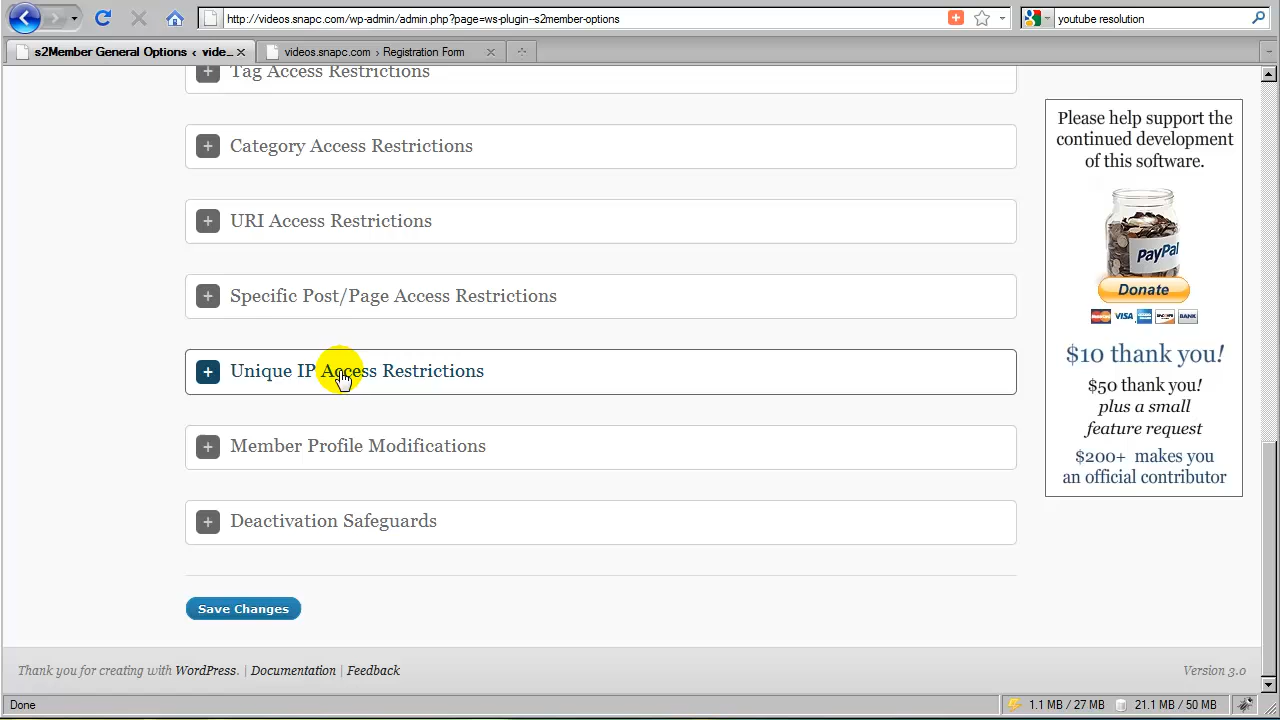 http://videos.snapc.om/wp-admin/admin.php?page=ws-plugin--s2member-options
youtube resolution
s2Member General Options ‹ vide...
videos.snapc.com › Registration Form
Tag Access Restrictions
Category Access Restrictions
URI Access Restrictions
Specific Post/Page Access Restrictions
Unique IP Access Restrictions
Member Profile Modifications
Deactivation Safeguards
Save Changes
Please help support the
continued development
of this software.
PayPal
Donate
VISA
BANK
$10 thank you!
$50 thank you!
plus a small
feature request
$200+ makes you
an official contributor
Thank you for creating with WordPress. | Documentation | Feedback
Version 3.0
Done
1.1 MB / 27 MB
21.1 MB / 50 MB